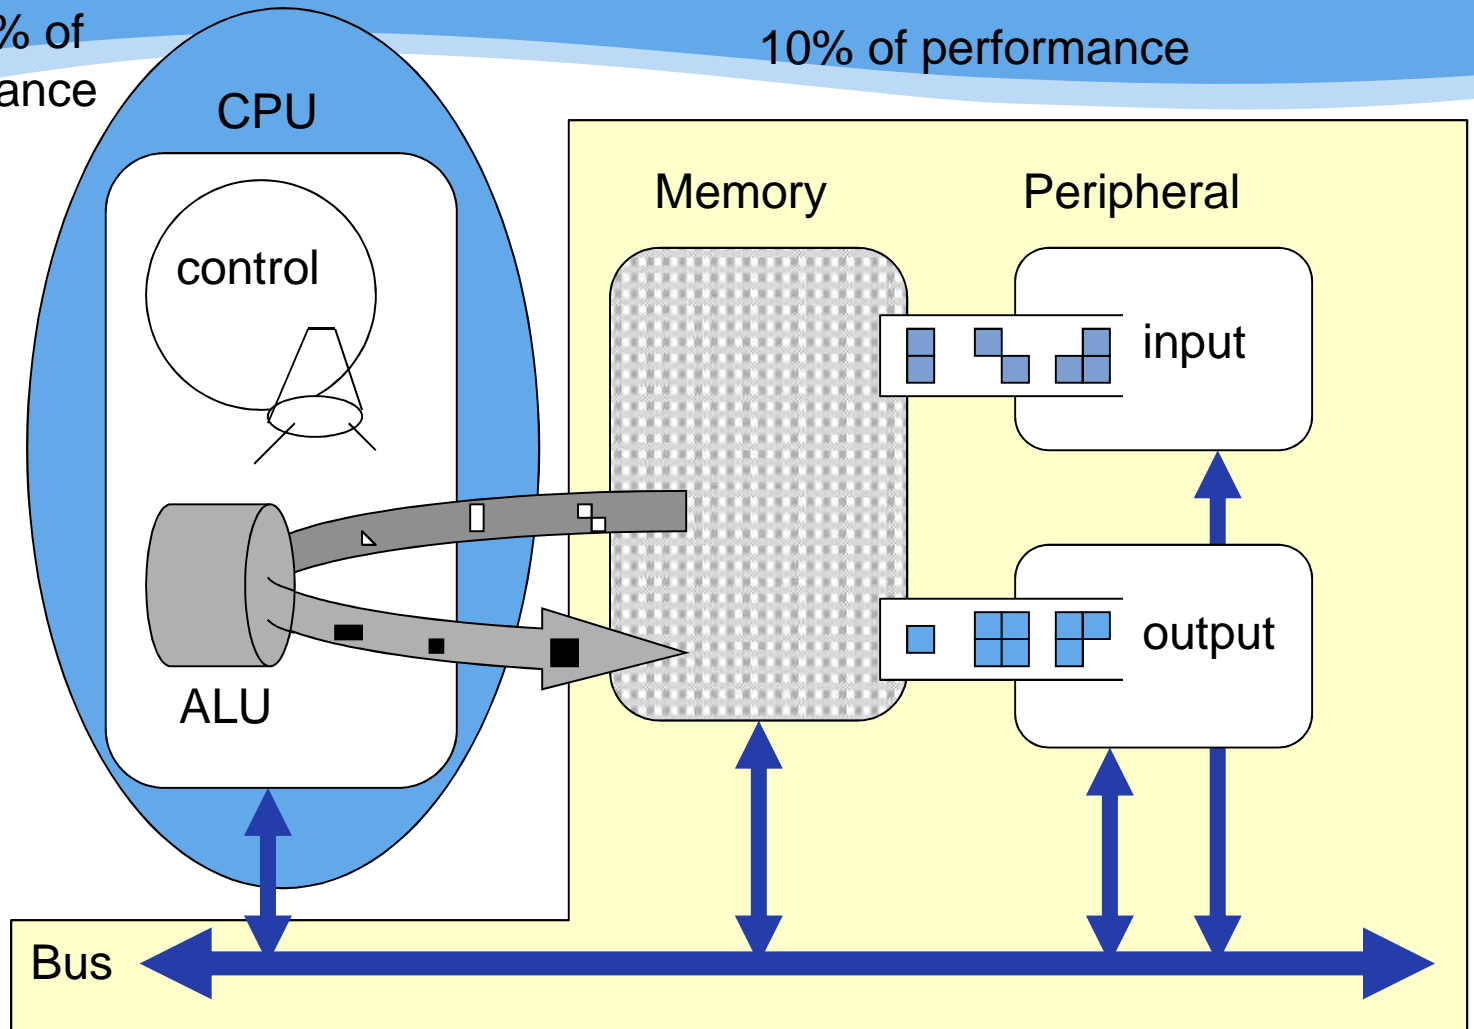 % of
ance
10% of performance
CPU
Memory
Peripheral
control
input
output
ALU
Bus